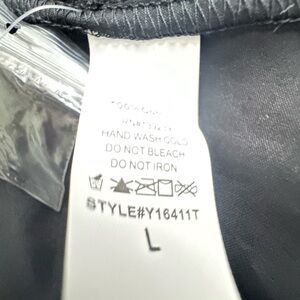 HAND WASH COLD
DO NOT BLEACH
DO NOT IRON
STYLE#Y16411T
L